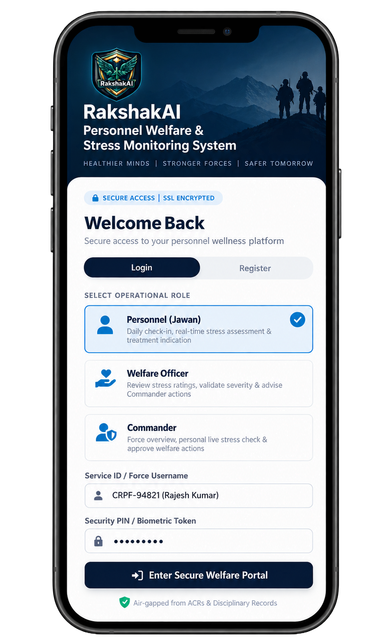 RakshakAI
RakshakAI
Personnel Welfare &
Stress Monitoring System
HEALTHIER MINDS | STRONGER FORCES | SAFER TOMORROW
SECURE ACCESS | SSL ENCRYPTED
Welcome Back
Secure access to your personnel wellness platform
Login
Register
SELECT OPERATIONAL ROLE
Personnel (Jawan)
Daily check-in, real-time stress assessment &
treatment indication
Welfare Officer
Review stress ratings, validate severity & advise
Commander actions
Commander
Force overview, personal live stress check &
approve welfare actions
Service ID / Force Username
CRPF-94821 (Rajesh Kumar)
Security PIN / Biometric Token
•••••••••
Enter Secure Welfare Portal
Air-gapped from ACRs & Disciplinary Records